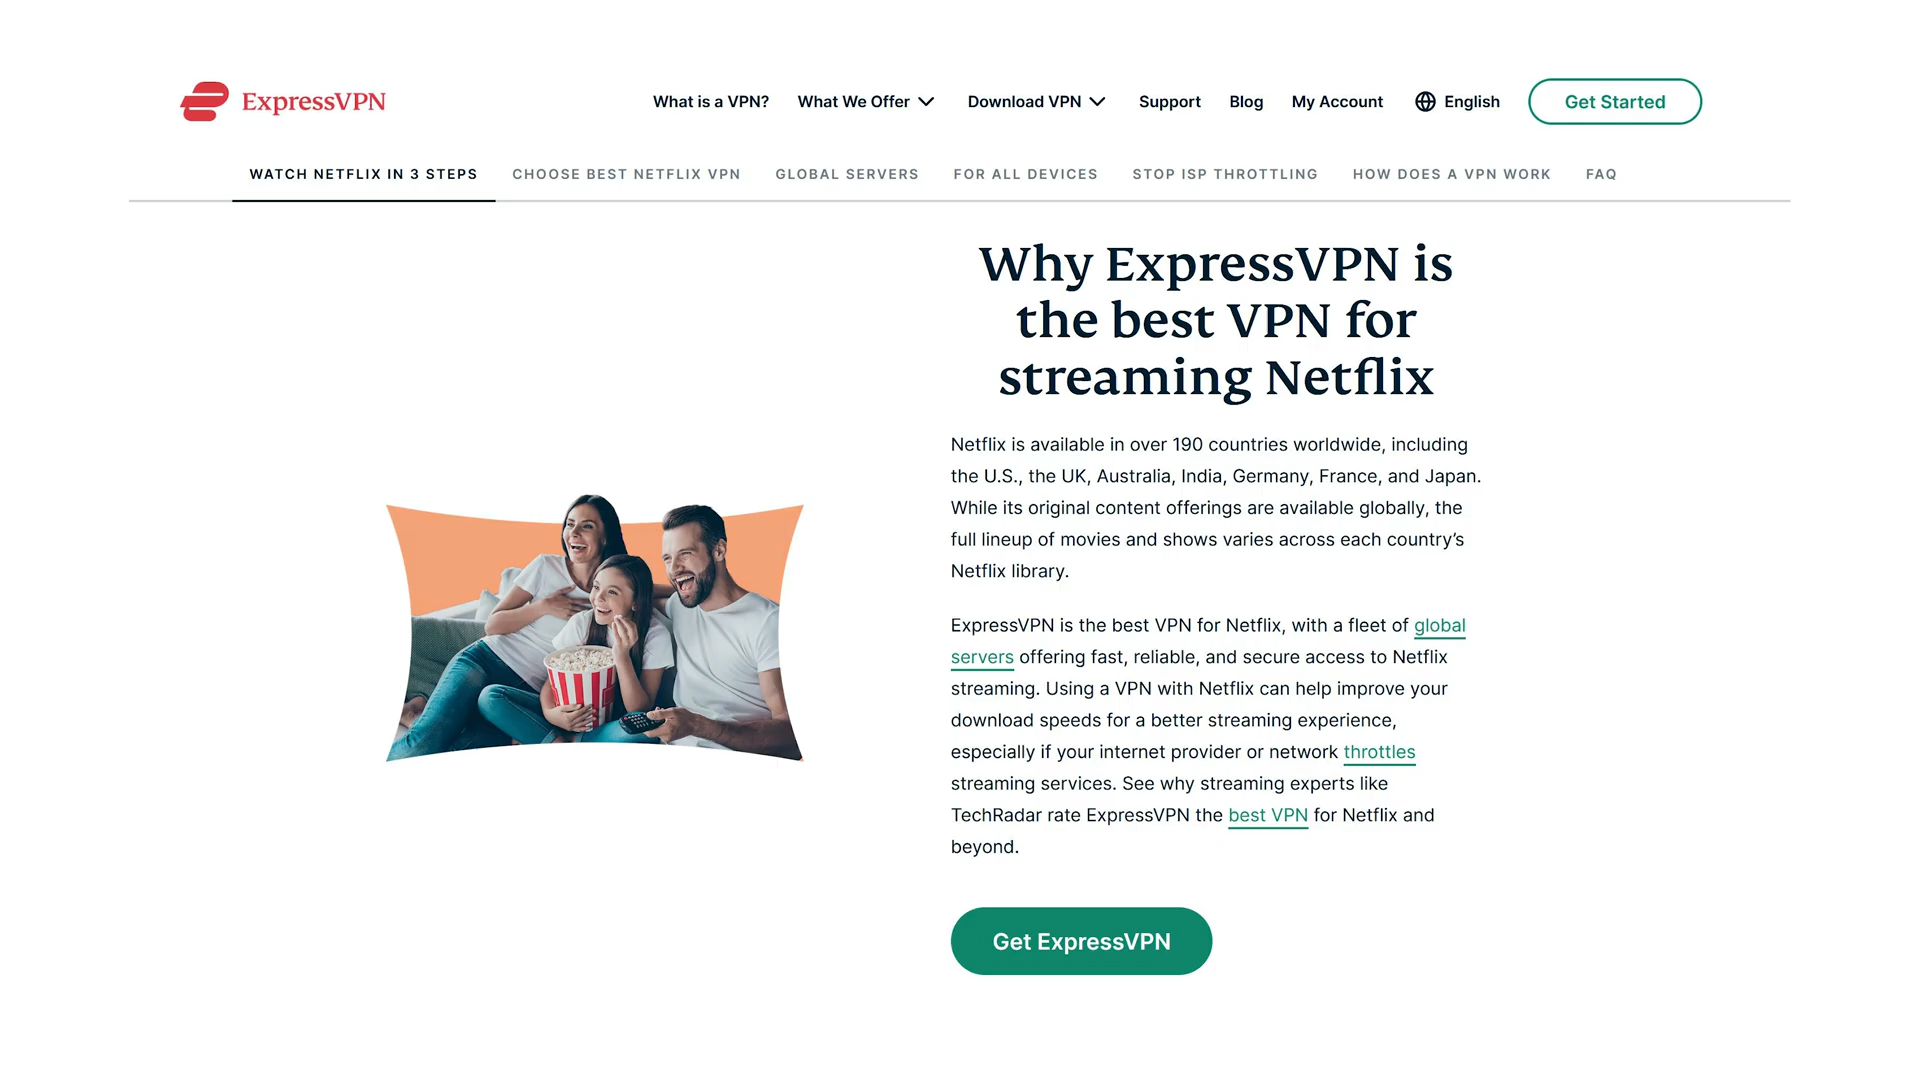 ExpressVPN
What is a VPN? What We Offer Download VPN Support Blog My Account English Get Started
WATCH NETFLIX IN 3 STEPS CHOOSE BEST NETFLIX VPN GLOBAL SERVERS FOR ALL DEVICES STOP ISP THROTTLING HOW DOES A VPN WORK FAQ
Why ExpressVPN is
the best VPN for
streaming Netflix
Netflix is available in over 190 countries worldwide, including
the U.S., the UK, Australia, India, Germany, France, and Japan.
While its original content offerings are available globally, the
full lineup of movies and shows varies across each country’s
Netflix library.
ExpressVPN is the best VPN for Netflix, with a fleet of global
servers offering fast, reliable, and secure access to Netflix
streaming. Using a VPN with Netflix can help improve your
download speeds for a better streaming experience,
especially if your internet provider or network throttles
streaming services. See why streaming experts like
TechRadar rate ExpressVPN the best VPN for Netflix and
beyond.
Get ExpressVPN